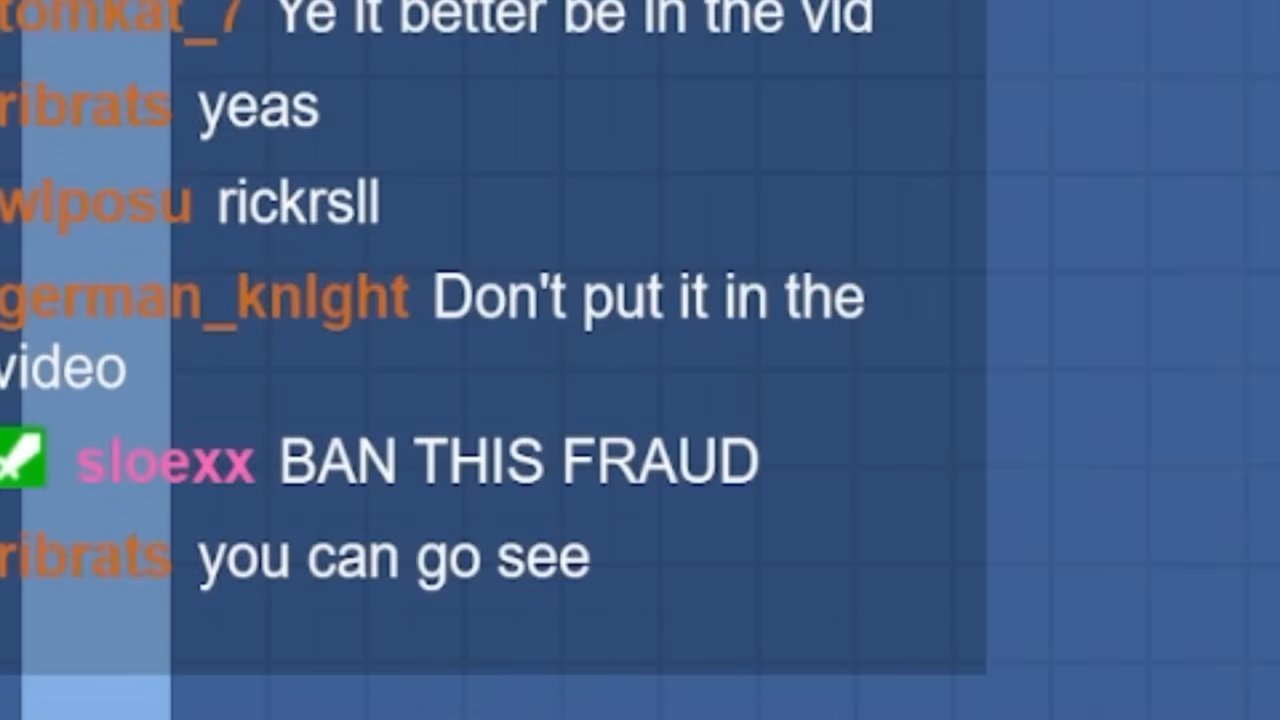 tomkat_7 Ye it better be in the vid
ribrats yeas
wlposu rickrsll
german_knlght Don't put it in the
video
sloexx BAN THIS FRAUD
ribrats you can go see